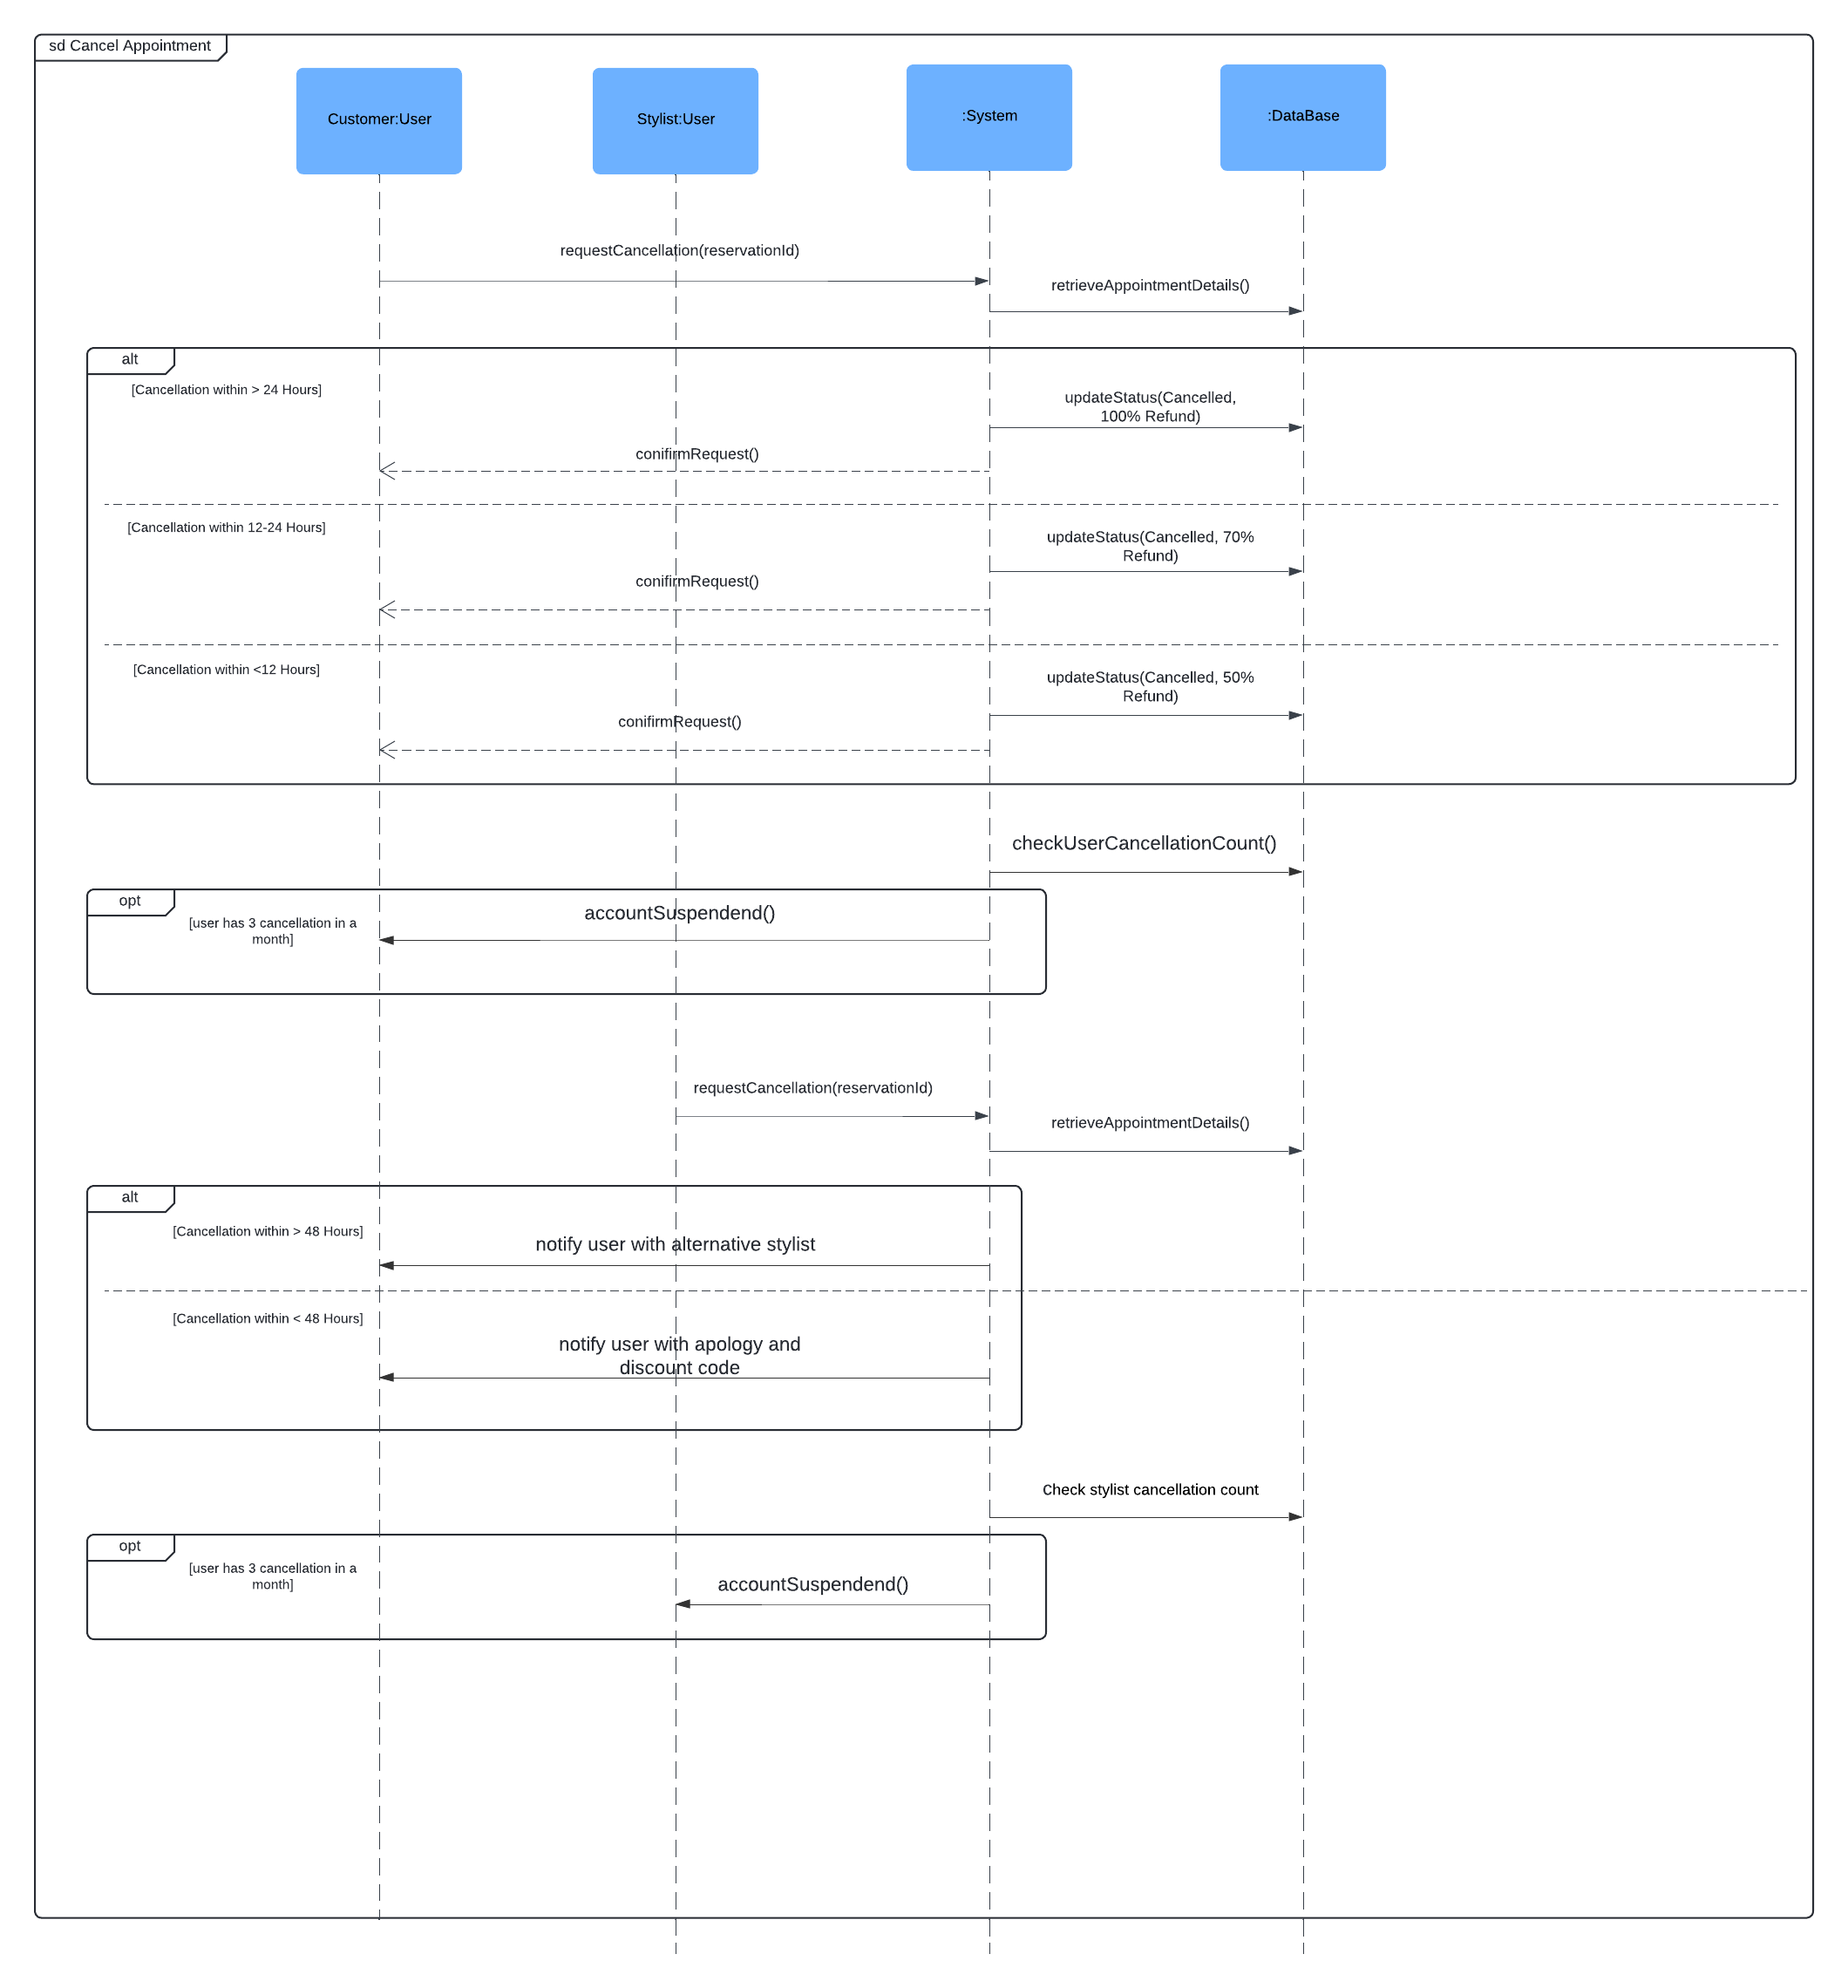 sd Cancel Appointment
Customer:User
Stylist:User
:System
:DataBase
requestCancellation(reservationId)
retrieveAppointmentDetails()
alt
[Cancellation within > 24 Hours]
updateStatus(Cancelled,
100% Refund)
conifirmRequest()
[Cancellation within 12-24 Hours]
updateStatus(Cancelled, 70%
Refund)
conifirmRequest()
[Cancellation within <12 Hours]
updateStatus(Cancelled, 50%
Refund)
conifirmRequest()
checkUserCancellationCount()
opt
[user has 3 cancellation in a
month]
accountSuspendend()
requestCancellation(reservationId)
retrieveAppointmentDetails()
alt
[Cancellation within > 48 Hours]
notify user with alternative stylist
[Cancellation within < 48 Hours]
notify user with apology and
discount code
Check stylist cancellation count
opt
[user has 3 cancellation in a
month]
accountSuspendend()